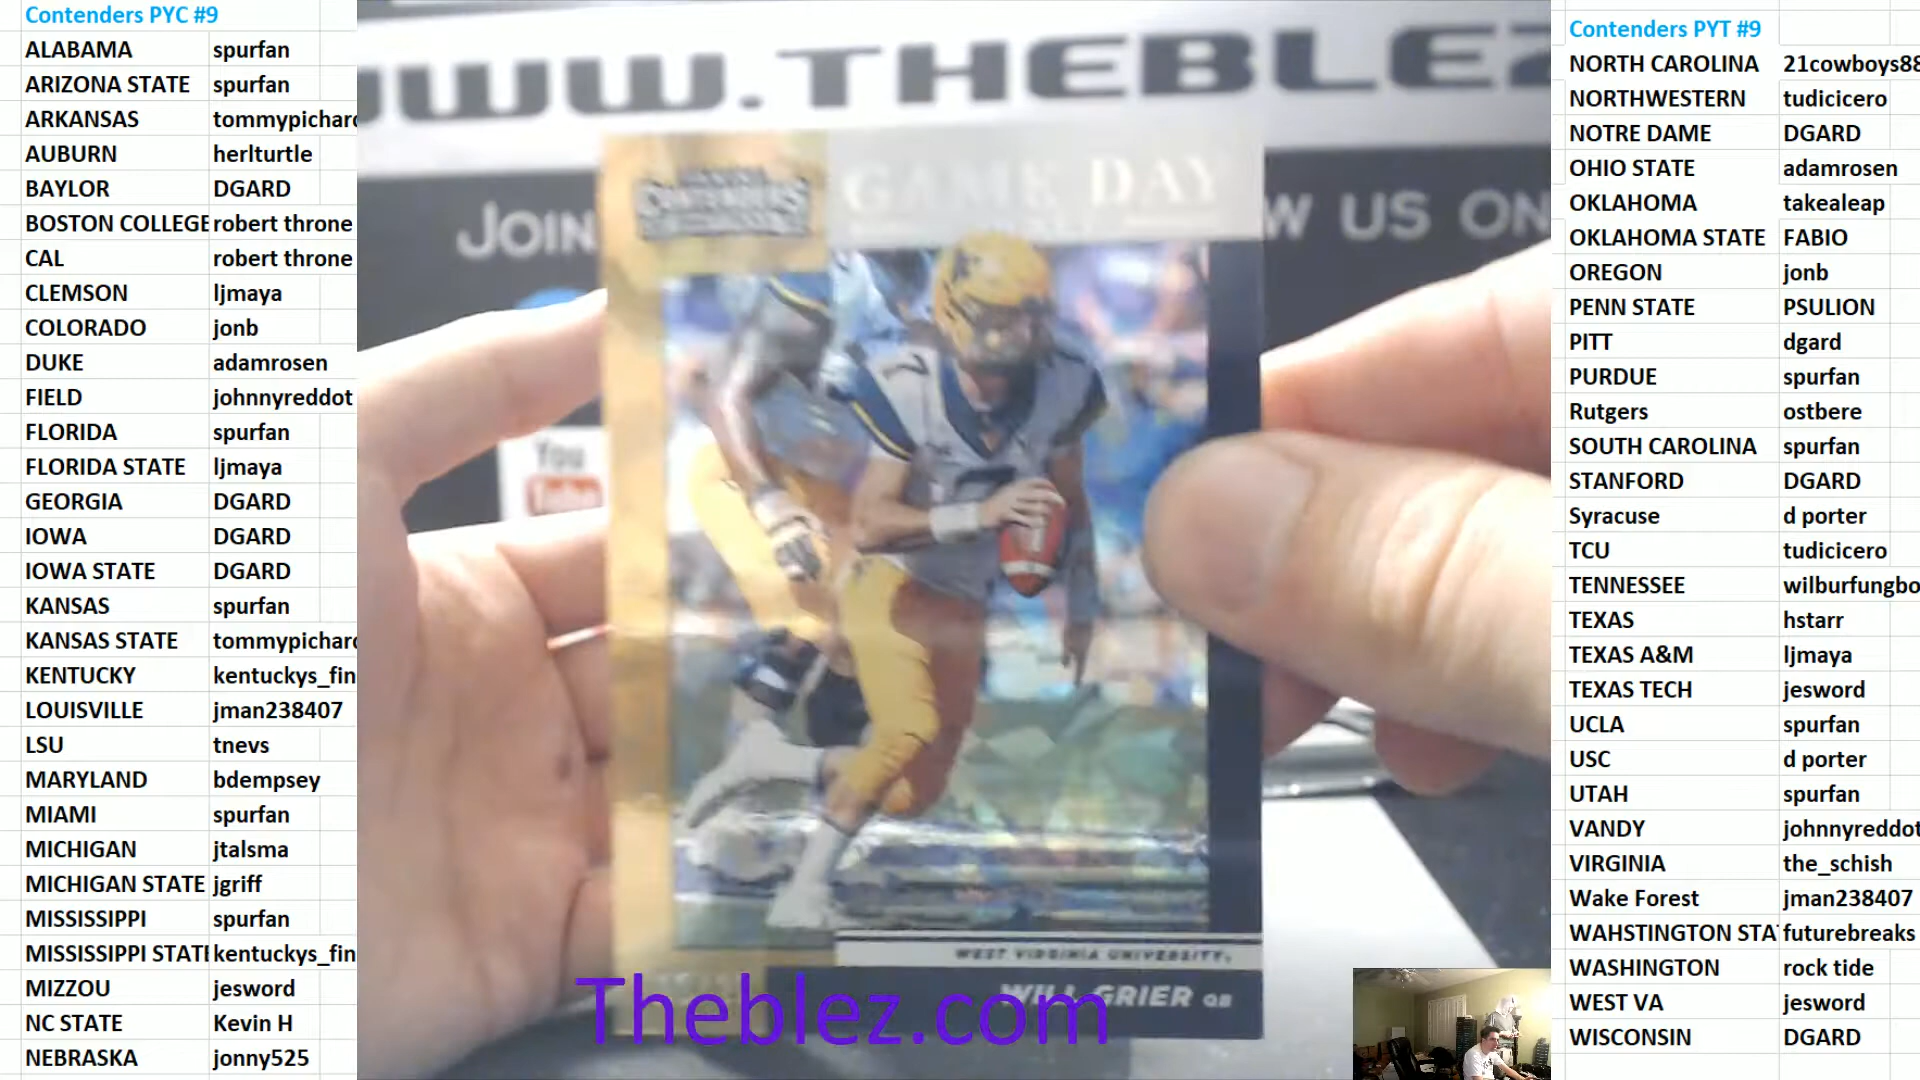 Contenders PYC #9
ALABAMA spurfan
ARIZONA STATE spurfan
ARKANSAS tommypichard
AUBURN herlturtle
BAYLOR DGARD
BOSTON COLLEGE robert throne
CAL robert throne
CLEMSON ljmaya
COLORADO jonb
DUKE adamrosen
FIELD johnnyreddot
FLORIDA spurfan
FLORIDA STATE ljmaya
GEORGIA DGARD
IOWA DGARD
IOWA STATE DGARD
KANSAS spurfan
KANSAS STATE tommypichard
KENTUCKY kentuckys_fin
LOUISVILLE jman238407
LSU tnevs
MARYLAND bdempsey
MIAMI spurfan
MICHIGAN jtalsma
MICHIGAN STATE jgriff
MISSISSIPPI spurfan
MISSISSIPPI STATE kentuckys_fin
MIZZOU jesword
NC STATE Kevin H
NEBRASKA jonny525
WWW.THEBLEZ
JOIN W US ON
You
Tube
CONTENDERS
GAME DAY
WEST VIRGINIA UNIVERSITY
WILL GRIER QB
Theblez.com
Contenders PYT #9
NORTH CAROLINA 21cowboys88
NORTHWESTERN tudicicero
NOTRE DAME DGARD
OHIO STATE adamrosen
OKLAHOMA takealeap
OKLAHOMA STATE FABIO
OREGON jonb
PENN STATE PSULION
PITT dgard
PURDUE spurfan
Rutgers ostbere
SOUTH CAROLINA spurfan
STANFORD DGARD
Syracuse d porter
TCU tudicicero
TENNESSEE wilburfungbo
TEXAS hstarr
TEXAS A&M ljmaya
TEXAS TECH jesword
UCLA spurfan
USC d porter
UTAH spurfan
VANDY johnnyreddot
VIRGINIA the_schish
Wake Forest jman238407
WAHSTINGTON STA futurebreaks
WASHINGTON rock tide
WEST VA jesword
WISCONSIN DGARD